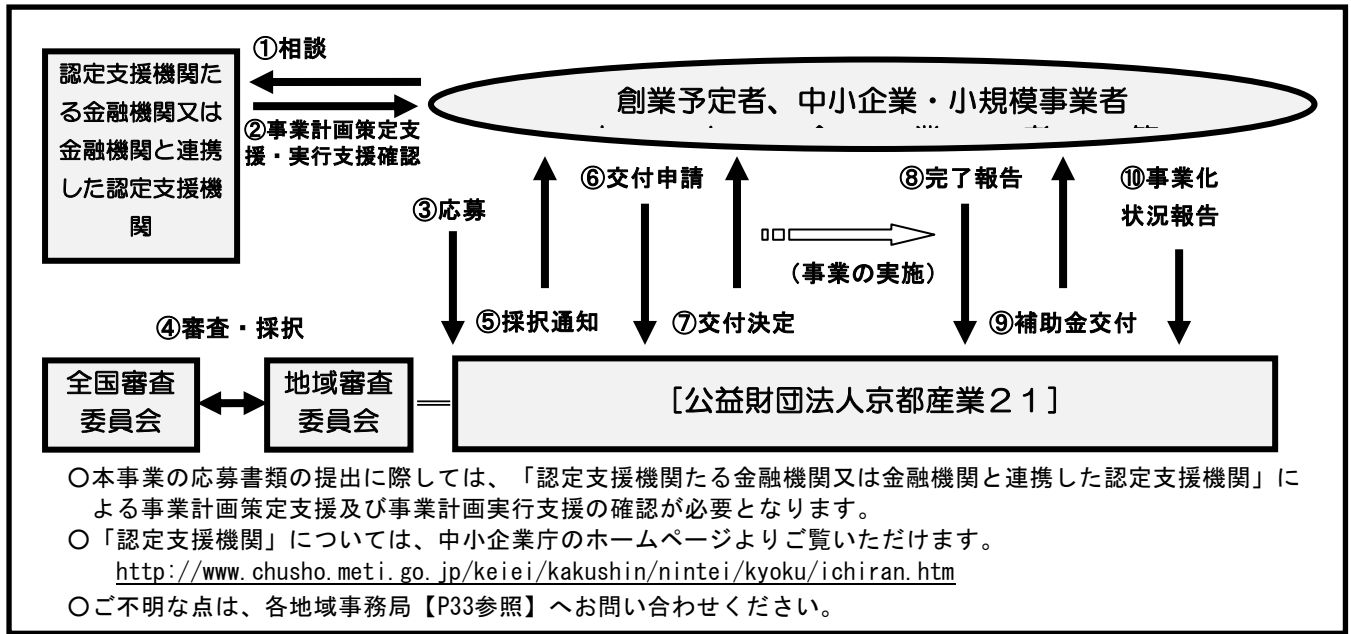 ①相談
認定支援機関た
る金融機関又は
金融機関と連携
した認定支援機
関
②事業計画策定支
援・実行支援確認
創業予定者、中小企業・小規模事業者
③応募
⑥交付申請
⑧完了報告
⑩事業化
状況報告
(事業の実施)
④審査・採択
⑤採択通知
⑦交付決定
⑨補助金交付
全国審査
委員会
地域審査
委員会
[公益財団法人京都産業21]
〇本事業の応募書類の提出に際しては、「認定支援機関たる金融機関又は金融機関と連携した認定支援機関」に
よる事業計画策定支援及び事業計画実行支援の確認が必要となります。
〇「認定支援機関」については、中小企業庁のホームページよりご覧いただけます。
http://www.chusho.meti.go.jp/keiei/kakushin/nintei/kyoku/ichiran.htm
〇ご不明な点は、各地域事務局【P33参照】へお問い合わせください。